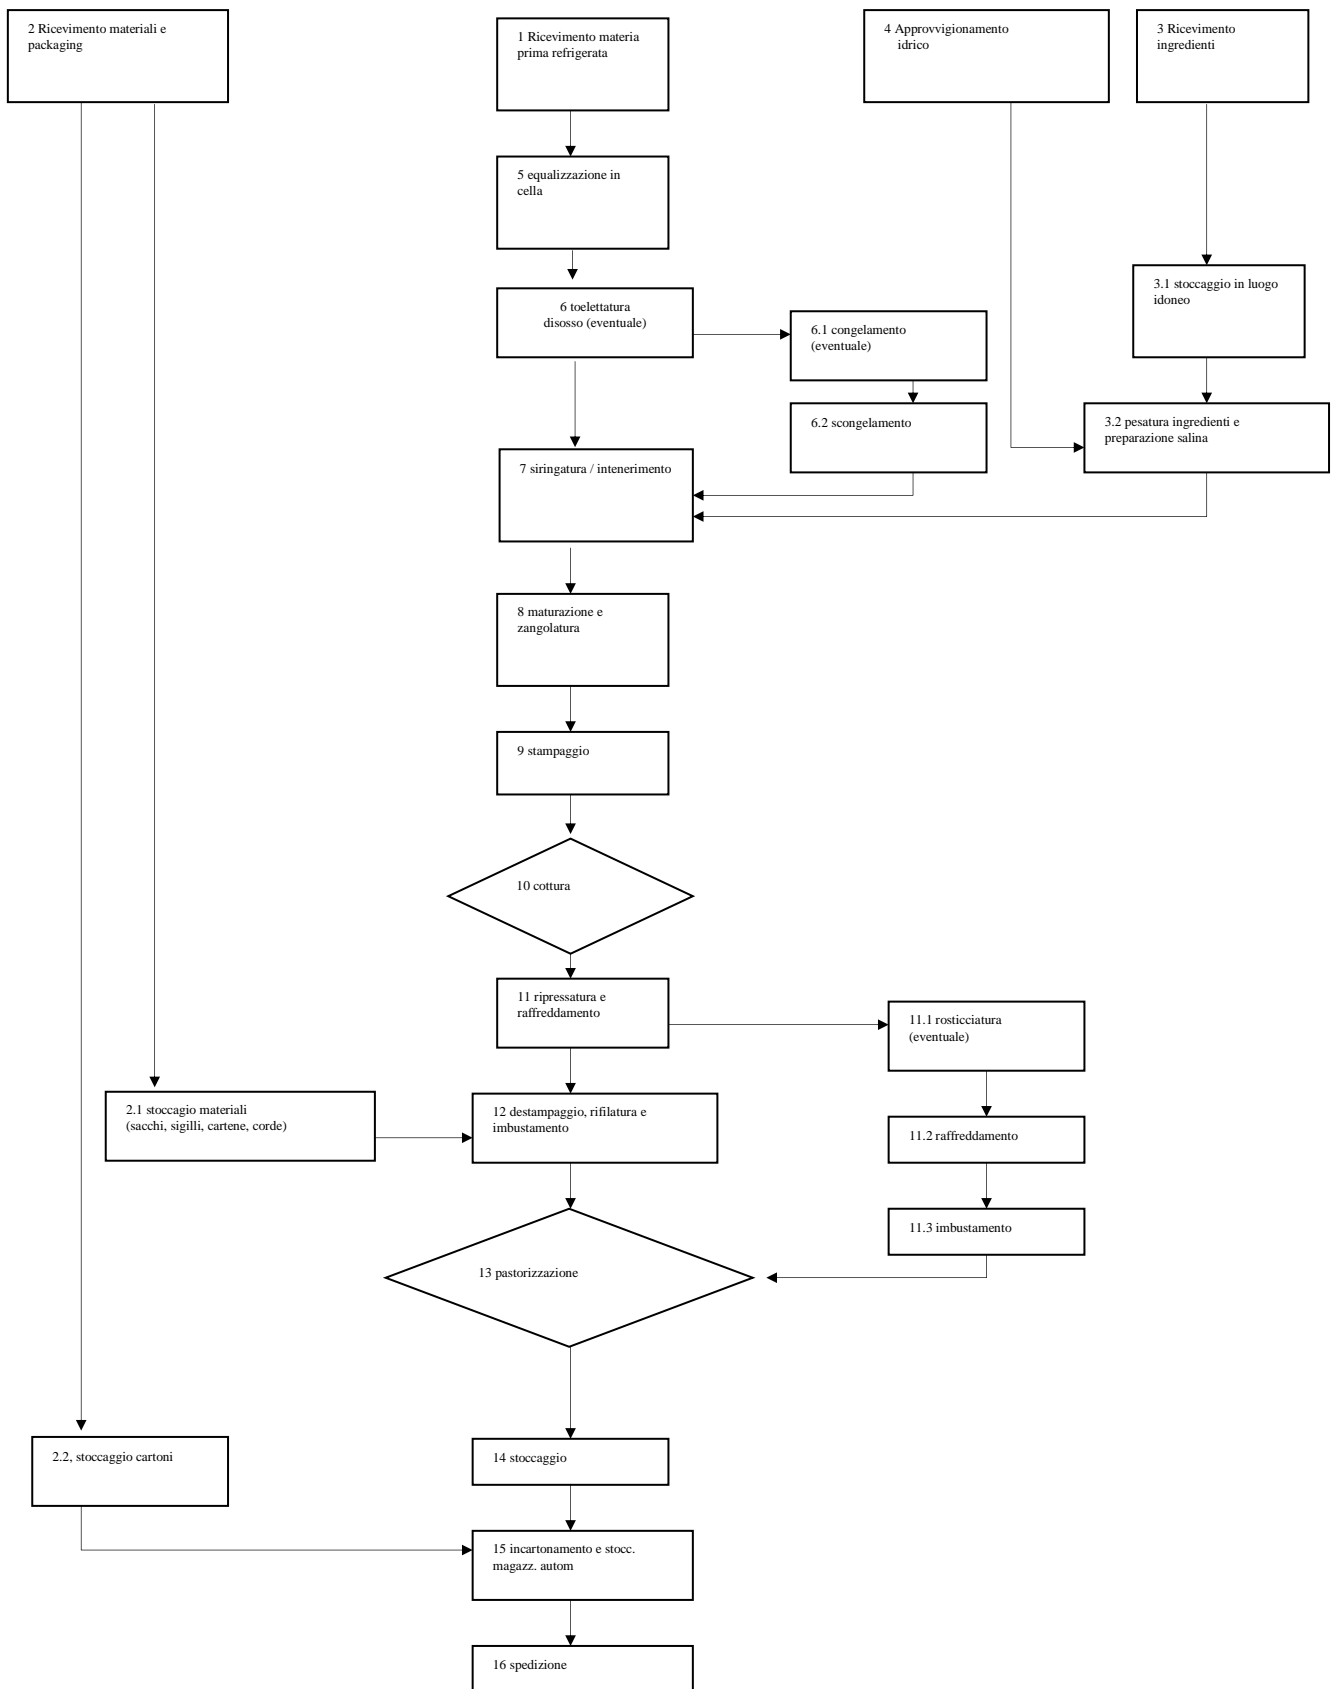 2 Ricevimento materiali e
packaging
1 Ricevimento materia
prima refrigerata
4 Approvvigionamento
idrico
3 Ricevimento
ingredienti
5 equalizzazione in
cella
3.1 stoccaggio in luogo
idoneo
6 toelettatura
disosso (eventuale)
6.1 congelamento
(eventuale)
6.2 scongelamento
3.2 pesatura ingredienti e
preparazione salina
7 siringatura / intenerimento
8 maturazione e
zangolatura
9 stampaggio
10 cottura
11 ripressatura e
raffreddamento
11.1 rosticciatura
(eventuale)
2.1 stoccagio materiali
(sacchi, sigilli, cartene, corde)
12 destampaggio, rifilatura e
imbustamento
11.2 raffreddamento
11.3 imbustamento
13 pastorizzazione
2.2, stoccaggio cartoni
14 stoccaggio
15 incartonamento e stocc.
magazz. autom
16 spedizione